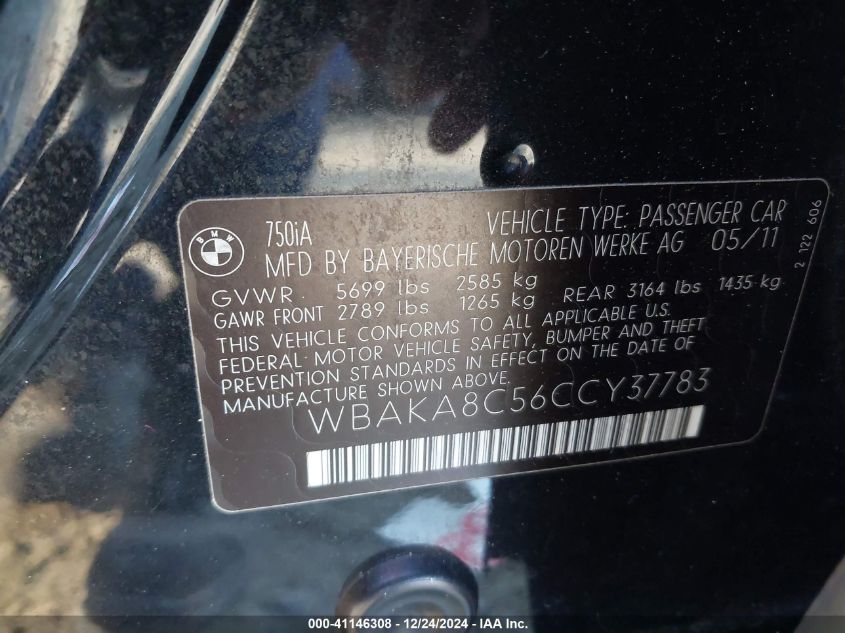 BMW
750iA VEHICLE TYPE: PASSENGER CAR
MFD BY BAYERISCHE MOTOREN WERKE AG 05/11
GVWR 5699 lbs 2585 kg
GAWR FRONT 2789 lbs 1265 kg REAR 3164 lbs 1435 kg
THIS VEHICLE CONFORMS TO ALL APPLICABLE U.S.
FEDERAL MOTOR VEHICLE SAFETY, BUMPER AND THEFT
PREVENTION STANDARDS IN EFFECT ON THE DATE OF
MANUFACTURE SHOWN ABOVE.
WBAKA8C56CCY37783
2 122 606
000-41146308 - 12/24/2024 - IAA Inc.